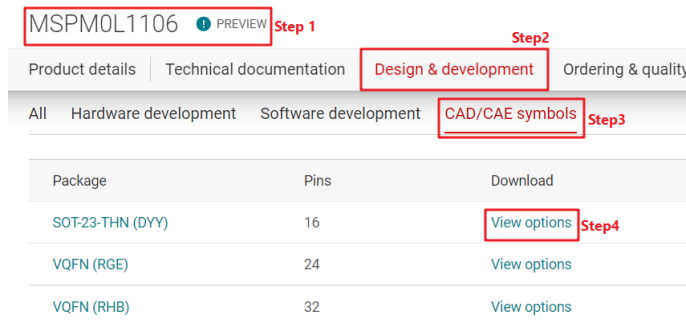 MSPM0L1106 ! PREVIEW Step 1
Step2
Product details Technical documentation Design & development Ordering & quality
All Hardware development Software development CAD/CAE symbols Step3
Package Pins Download
SOT-23-THN (DYY) 16 View options Step4
VQFN (RGE) 24 View options
VQFN (RHB) 32 View options